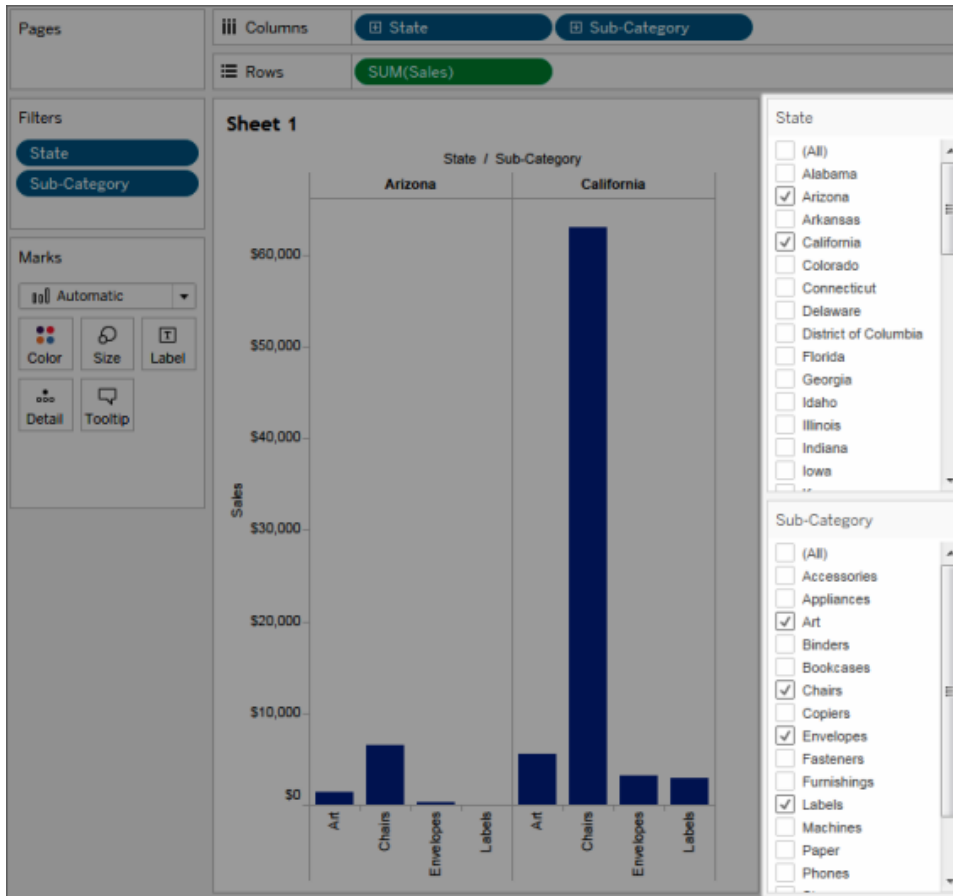 Pages
Columns
State
Sub-Category
Rows
SUM(Sales)
Filters
State
Sub-Category
Marks
Automatic
Color
Size
Label
Detail
Tooltip
Sheet 1
State / Sub-Category
Arizona
California
Sales
$60,000
$50,000
$40,000
$30,000
$20,000
$10,000
$0
Art
Chairs
Envelopes
Labels
Art
Chairs
Envelopes
Labels
State
(All)
Alabama
Arizona
Arkansas
California
Colorado
Connecticut
Delaware
District of Columbia
Florida
Georgia
Idaho
Illinois
Indiana
Iowa
Sub-Category
(All)
Accessories
Appliances
Art
Binders
Bookcases
Chairs
Copiers
Envelopes
Fasteners
Furnishings
Labels
Machines
Paper
Phones